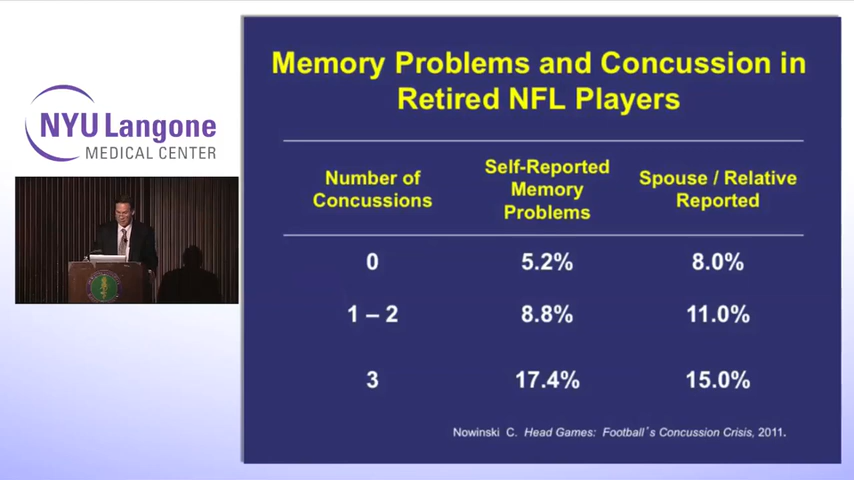 NYU Langone
MEDICAL CENTER
Memory Problems and Concussion in
Retired NFL Players
Number of
Concussions
Self-Reported
Memory
Problems
Spouse / Relative
Reported
0 5.2% 8.0%
1 – 2 8.8% 11.0%
3 17.4% 15.0%
Nowinski C. Head Games: Football´s Concussion Crisis, 2011.